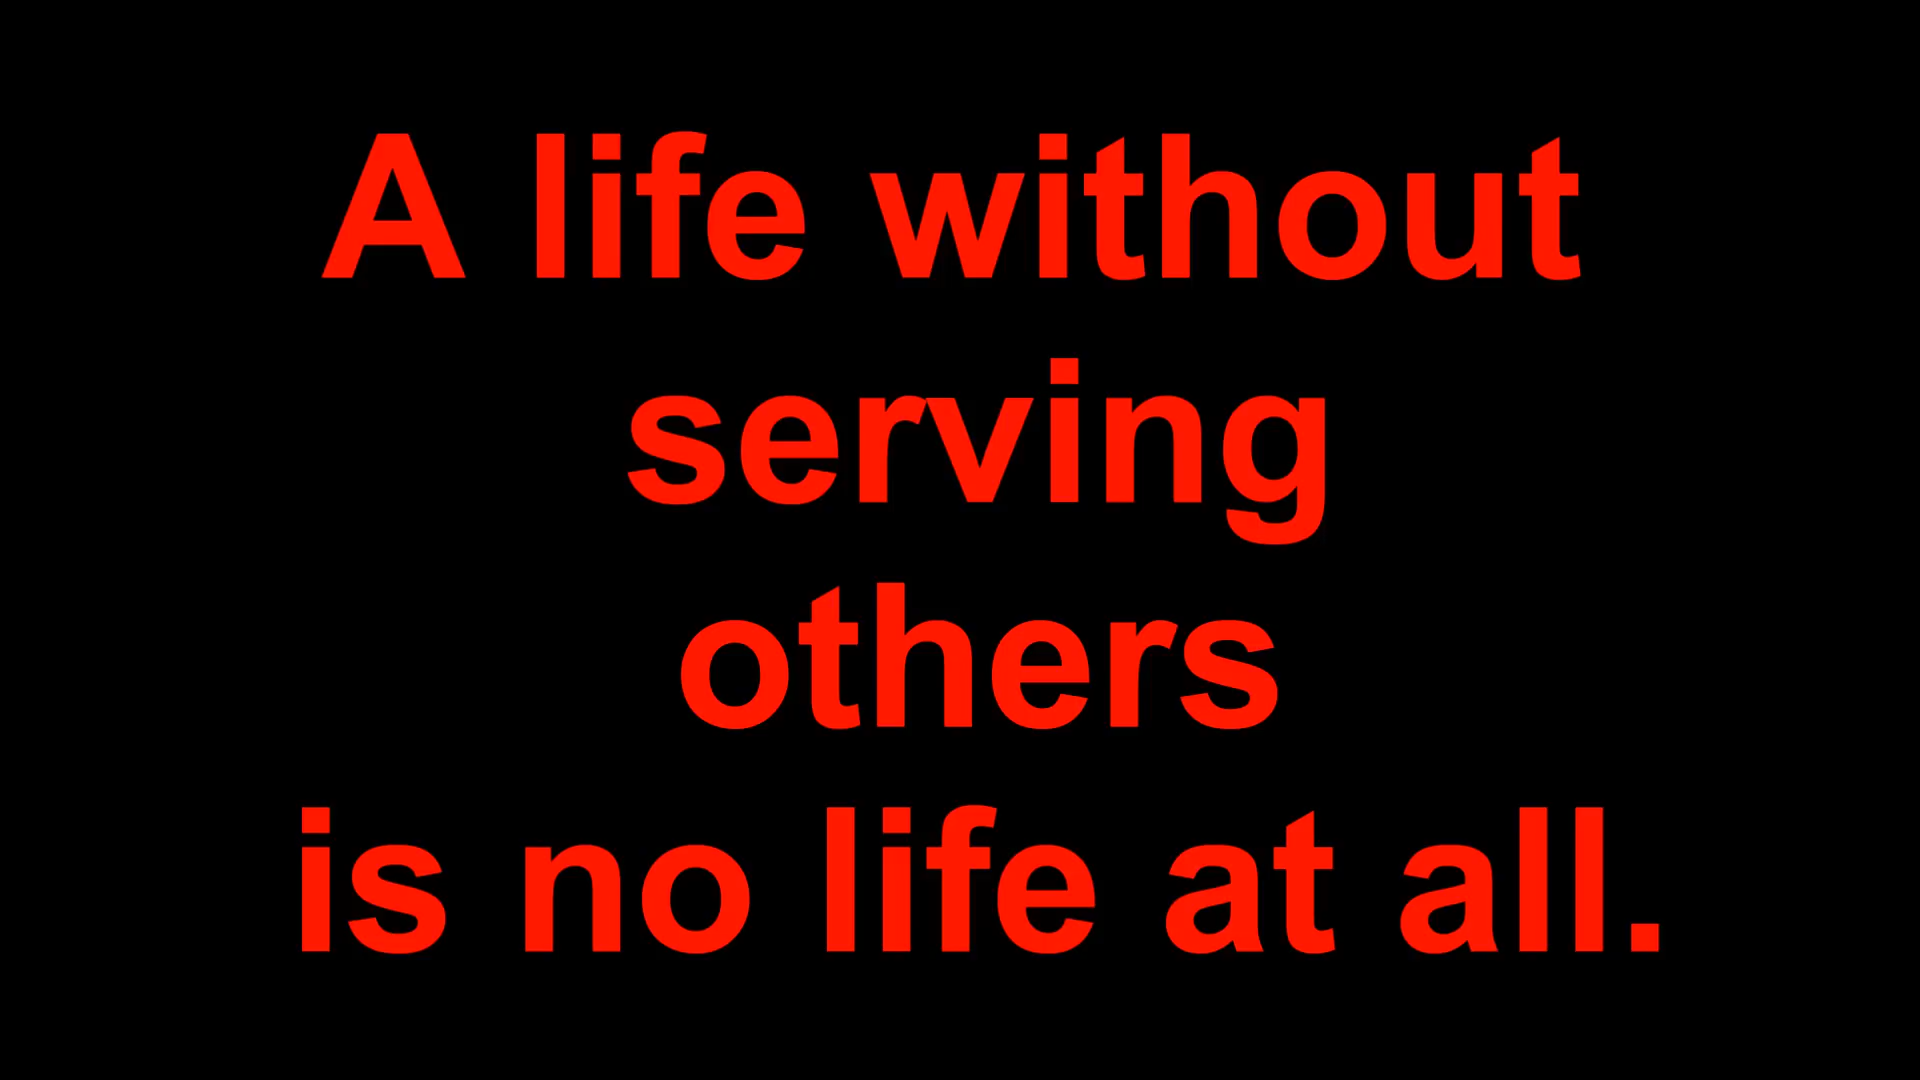 A life without
serving
others
is no life at all.